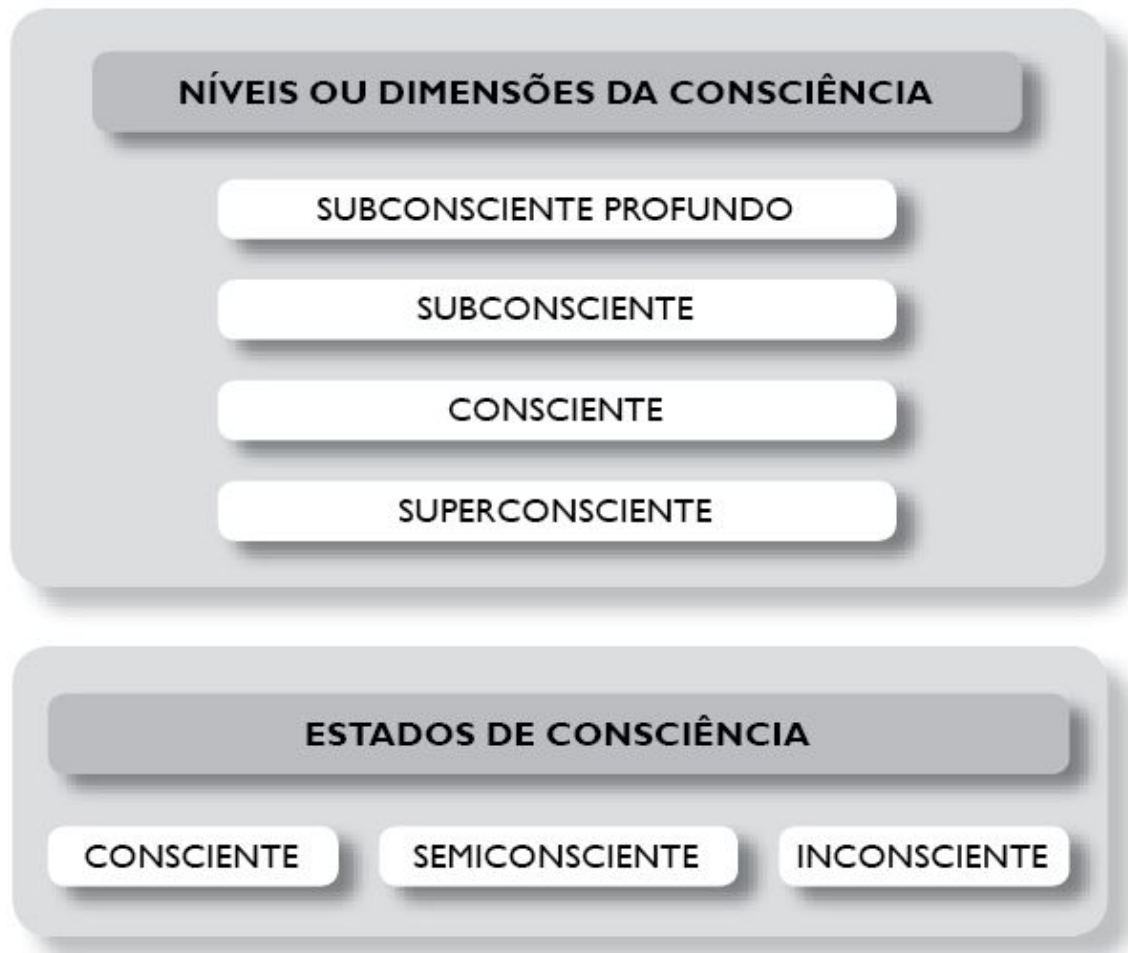 NÍVEIS OU DIMENSÕES DA CONSCIÊNCIA
SUBCONSCIENTE PROFUNDO
SUBCONSCIENTE
CONSCIENTE
SUPERCONSCIENTE
ESTADOS DE CONSCIÊNCIA
CONSCIENTE SEMICONSCIENTE INCONSCIENTE